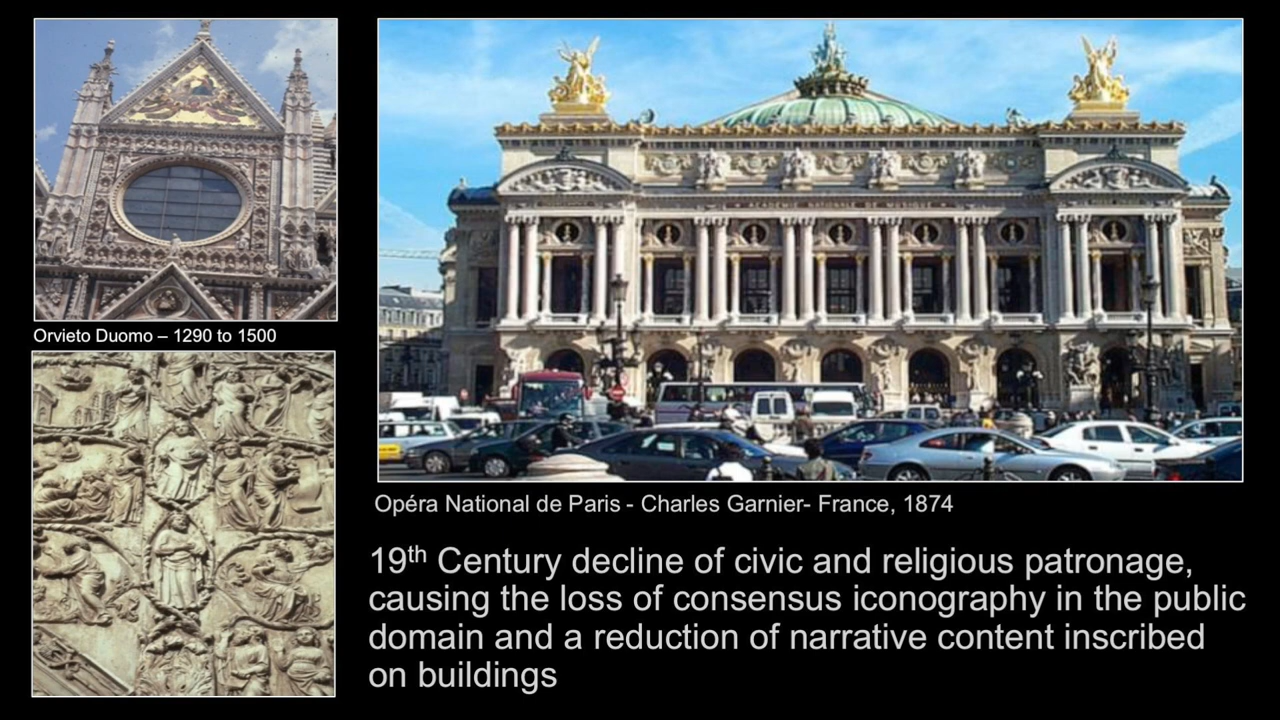 Orvieto Duomo – 1290 to 1500
Opéra National de Paris - Charles Garnier- France, 1874
19th Century decline of civic and religious patronage,
causing the loss of consensus iconography in the public
domain and a reduction of narrative content inscribed
on buildings